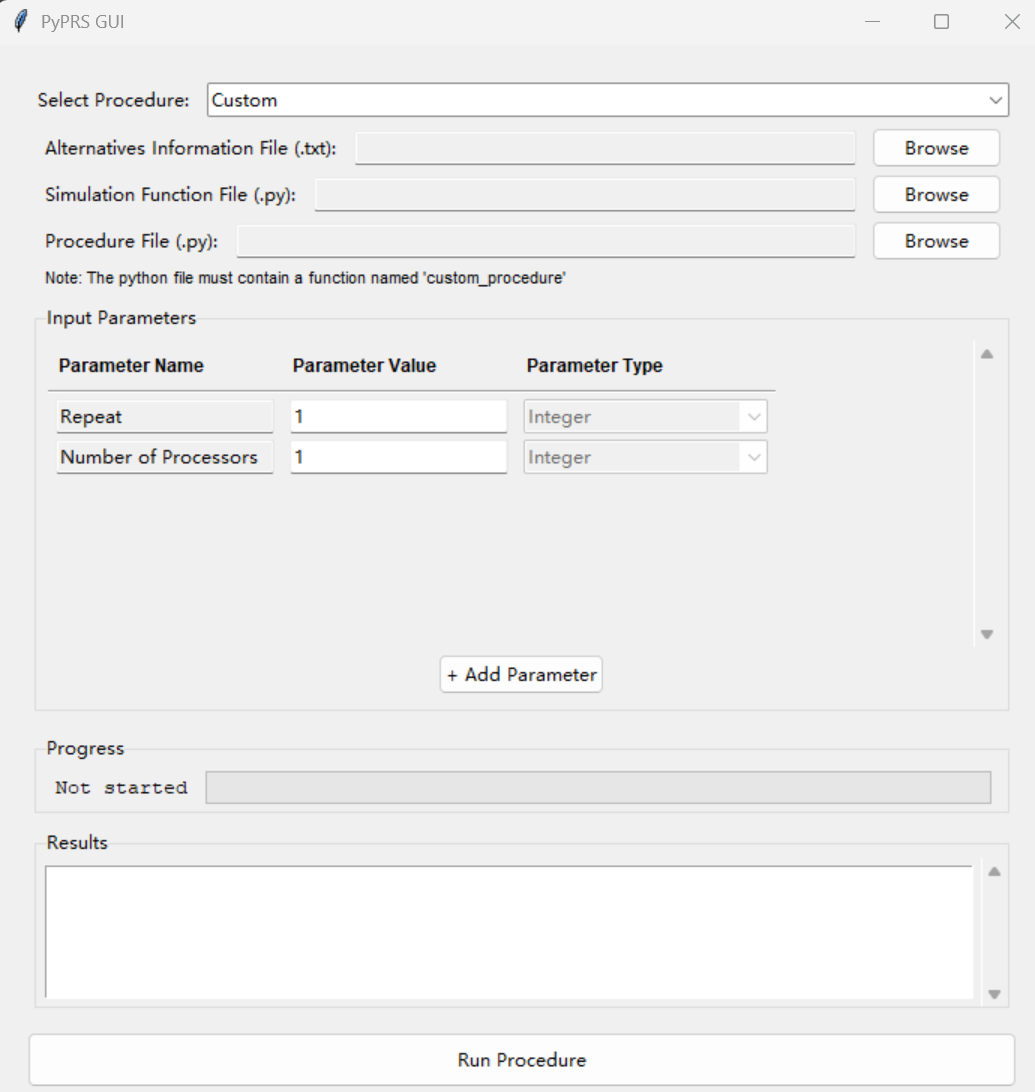 PyPRS GUI
Select Procedure: Custom
Alternatives Information File (.txt): Browse
Simulation Function File (.py): Browse
Procedure File (.py): Browse
Note: The python file must contain a function named 'custom_procedure'
Input Parameters
Parameter Name Parameter Value Parameter Type
Repeat 1 Integer
Number of Processors 1 Integer
+ Add Parameter
Progress
Not started
Results
Run Procedure